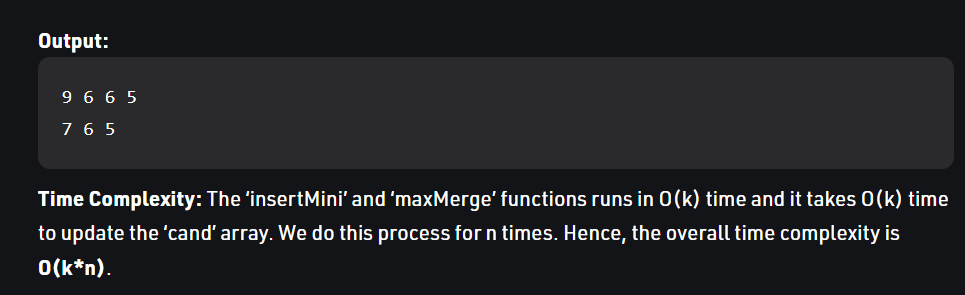 Output:
9 6 6 5
7 6 5
Time Complexity: The ‘insertMini’ and ‘maxMerge’ functions runs in O(k) time and it takes O(k) time
to update the ‘cand’ array. We do this process for n times. Hence, the overall time complexity is
O(k*n).